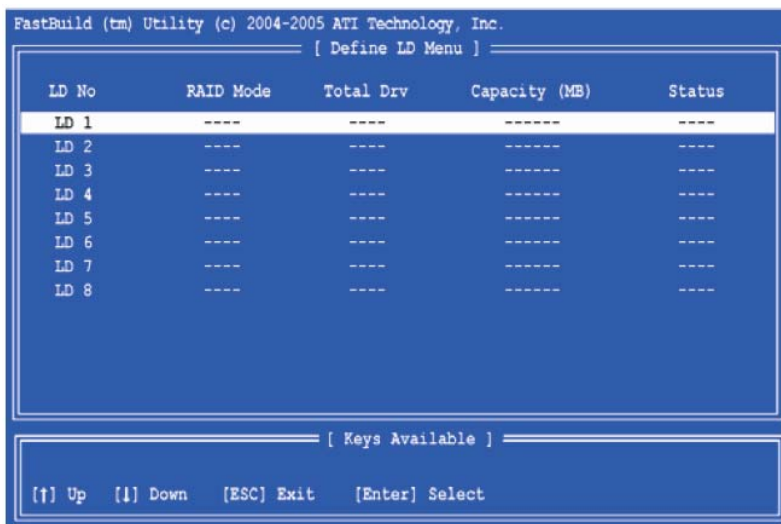 FastBuild (tm) Utility (c) 2004-2005 ATI Technology, Inc.
[ Define LD Menu ]
LD No RAID Mode Total Drv Capacity (MB) Status
LD 1 ---- ---- ------ ----
LD 2 ---- ---- ------ ----
LD 3 ---- ---- ------ ----
LD 4 ---- ---- ------ ----
LD 5 ---- ---- ------ ----
LD 6 ---- ---- ------ ----
LD 7 ---- ---- ------ ----
LD 8 ---- ---- ------ ----
[ Keys Available ]
[↑] Up [↓] Down [ESC] Exit [Enter] Select